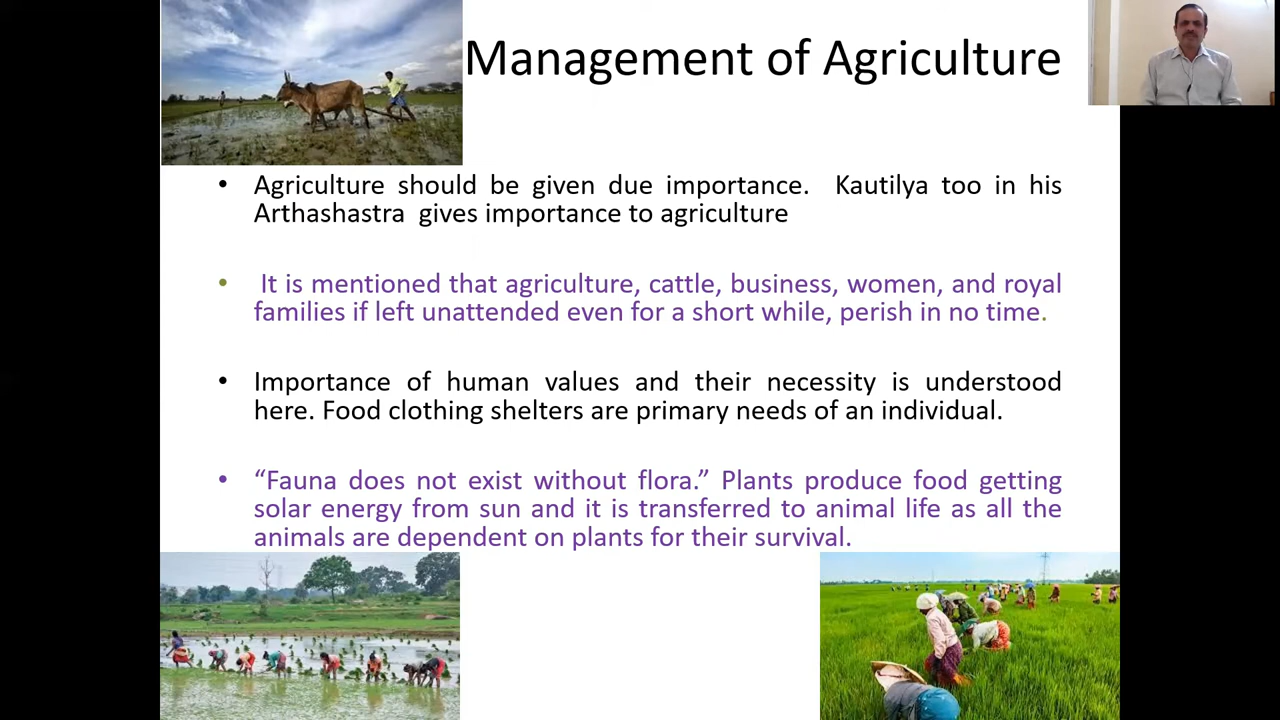 Management of Agriculture
• Agriculture should be given due importance. Kautilya too in his
Arthashastra gives importance to agriculture
• It is mentioned that agriculture, cattle, business, women, and royal
families if left unattended even for a short while, perish in no time.
• Importance of human values and their necessity is understood
here. Food clothing shelters are primary needs of an individual.
• “Fauna does not exist without flora.” Plants produce food getting
solar energy from sun and it is transferred to animal life as all the
animals are dependent on plants for their survival.